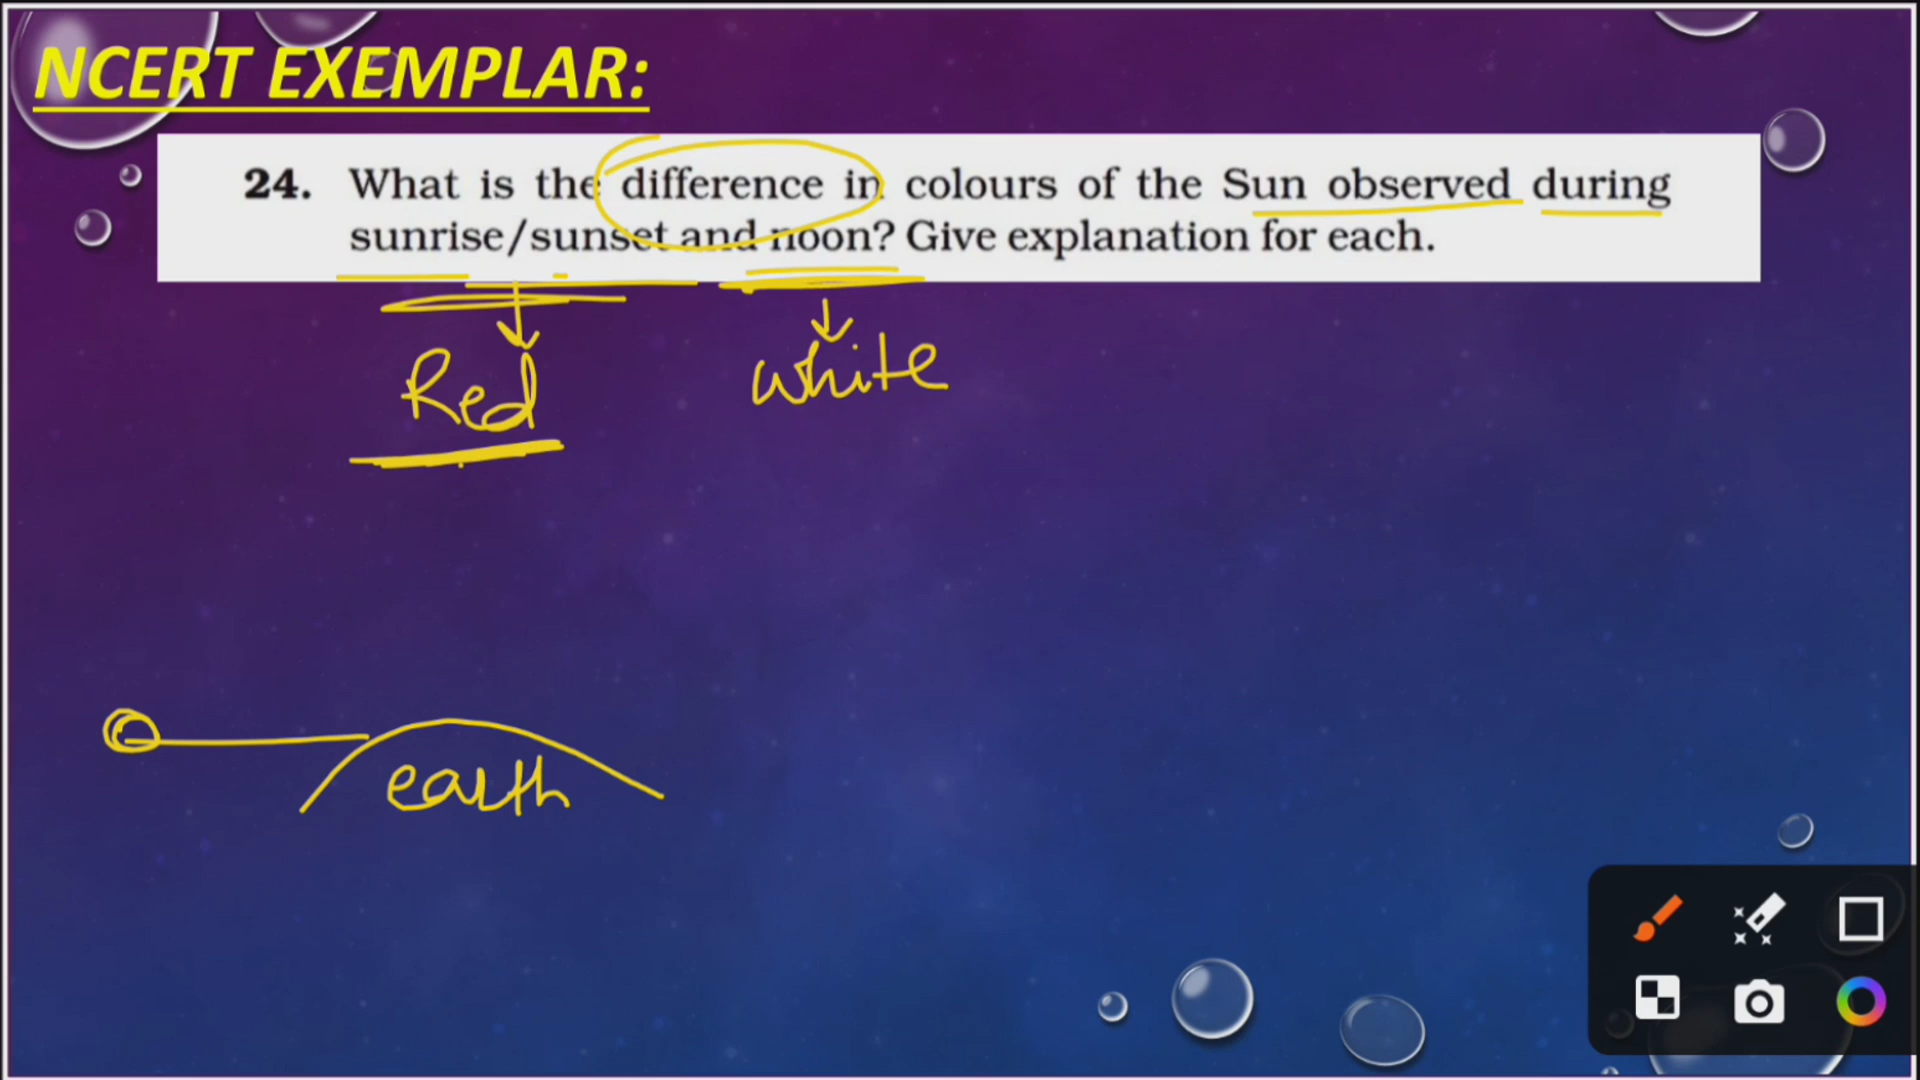 NCERT EXEMPLAR:
24. What is the difference in colours of the Sun observed during
sunrise/sunset and noon? Give explanation for each.
Red white
earth